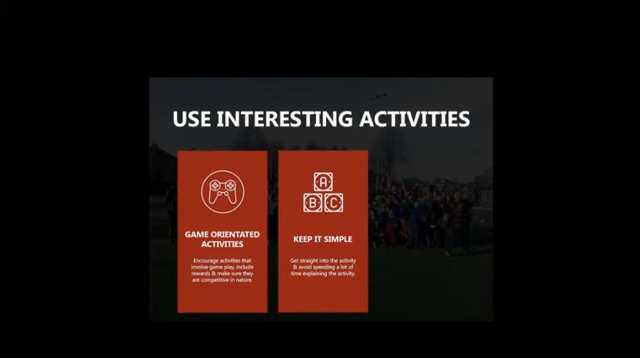 USE INTERESTING ACTIVITIES
GAME ORIENTATED
ACTIVITIES
Encourage activities that
involve game play, include
rewards & make sure they
are competitive in nature.
A
B C
KEEP IT SIMPLE
Get straight into the activity
& avoid spending a lot of
time explaining the activity.